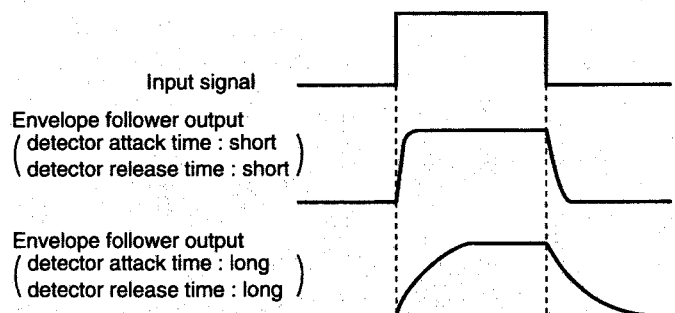 Input signal
Envelope follower output
( detector attack time : short
detector release time : short )
Envelope follower output
( detector attack time : long
detector release time : long )